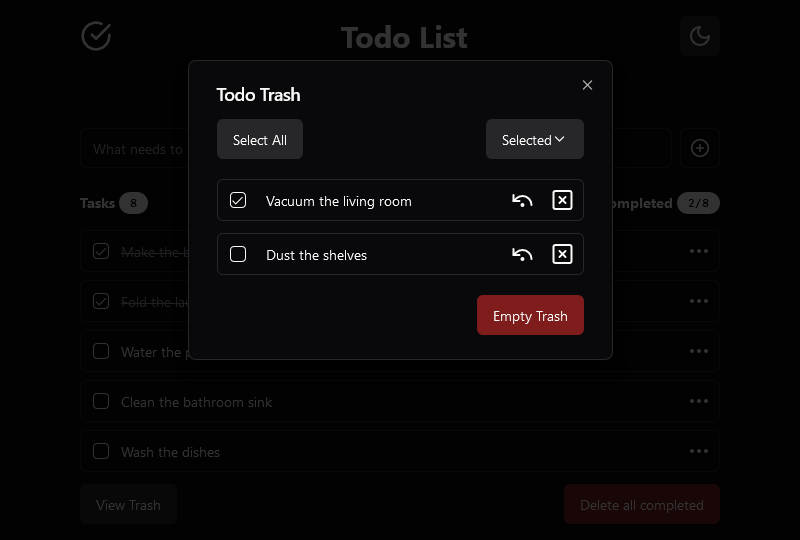 Todo List
Todo Trash
Select All
Selected
What needs to
Vacuum the living room
Tasks 8
ompleted 2/8
Dust the shelves
Make the b
Fold the lau
Empty Trash
Water the p
Clean the bathroom sink
Wash the dishes
View Trash
Delete all completed